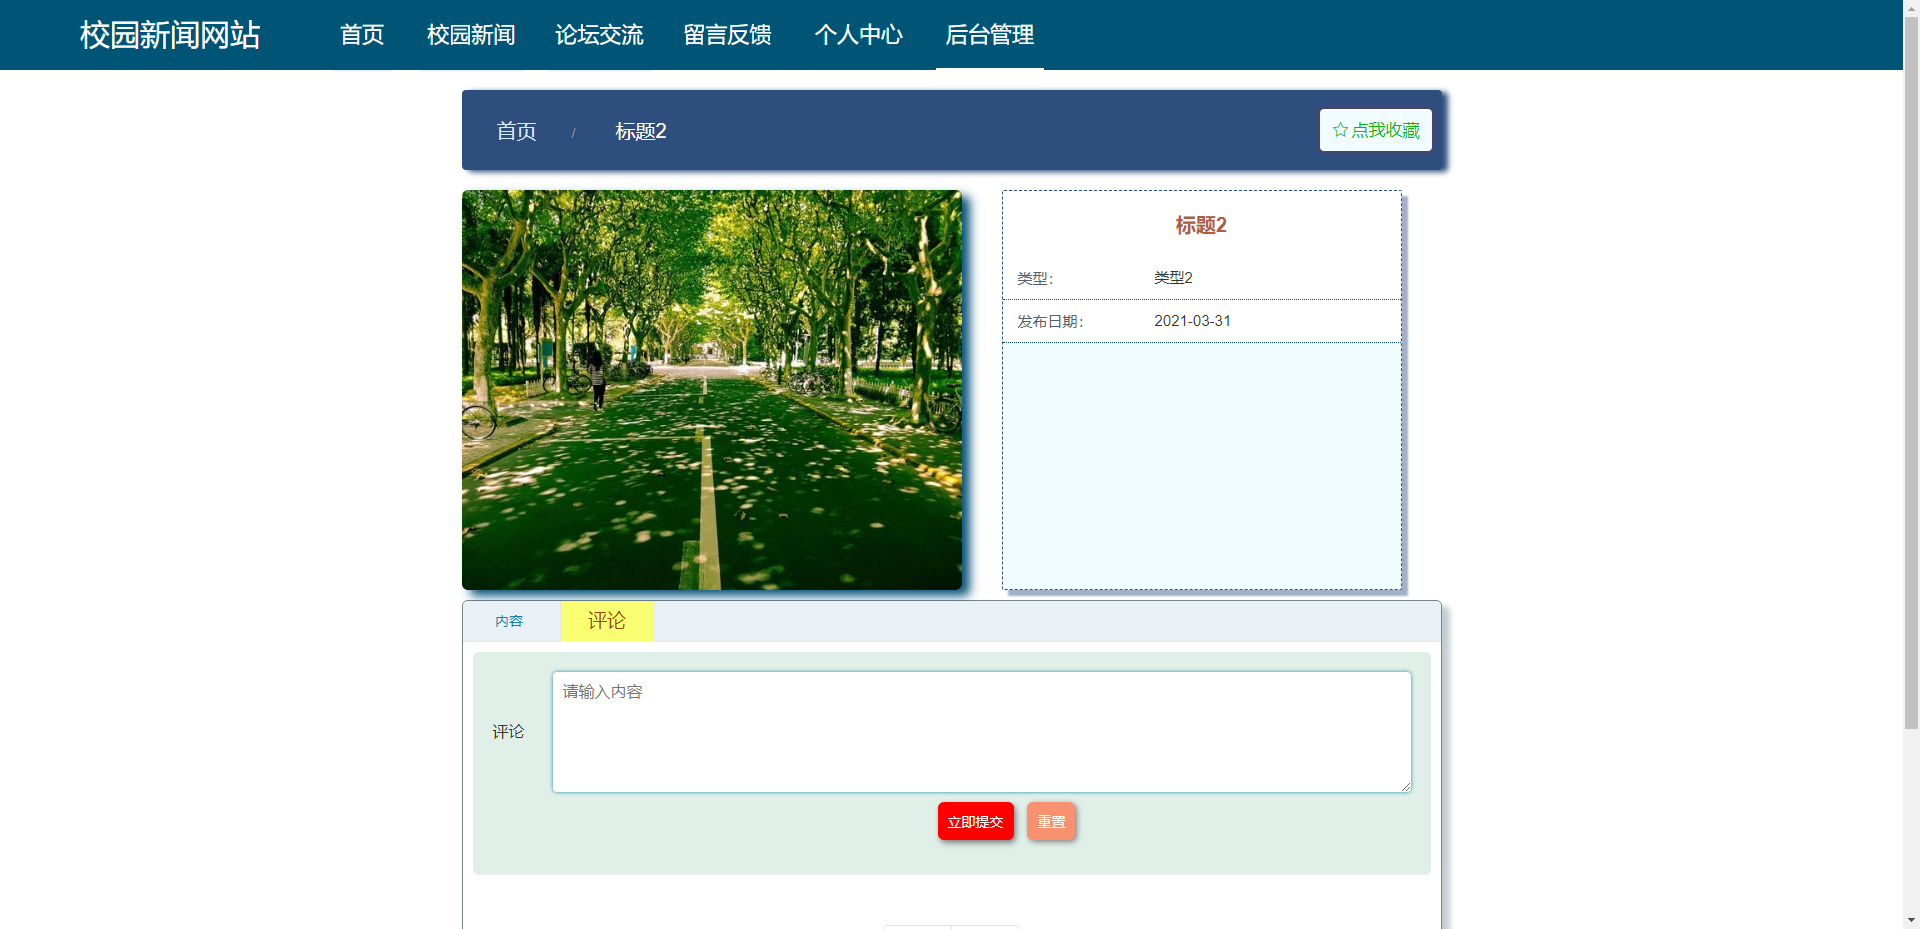 校园新闻网站 首页 校园新闻 论坛交流 留言反馈 个人中心 后台管理
首页 / 标题2 ☆ 点我收藏
标题2
类型： 类型2
发布日期： 2021-03-31
内容 评论
评论 请输入内容
立即提交 重置